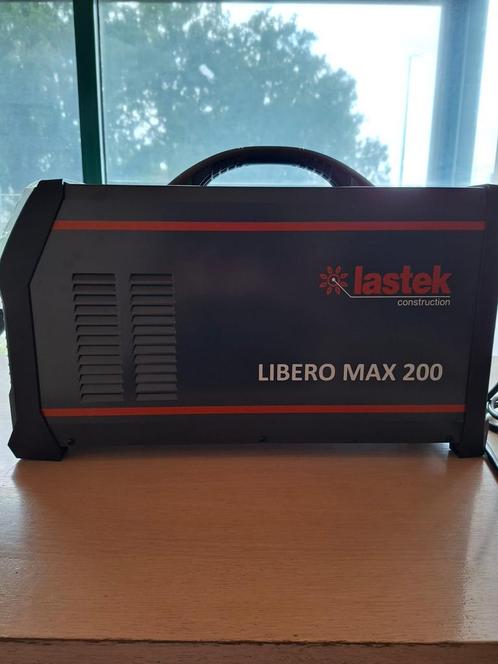 lastek
construction
LIBERO MAX 200